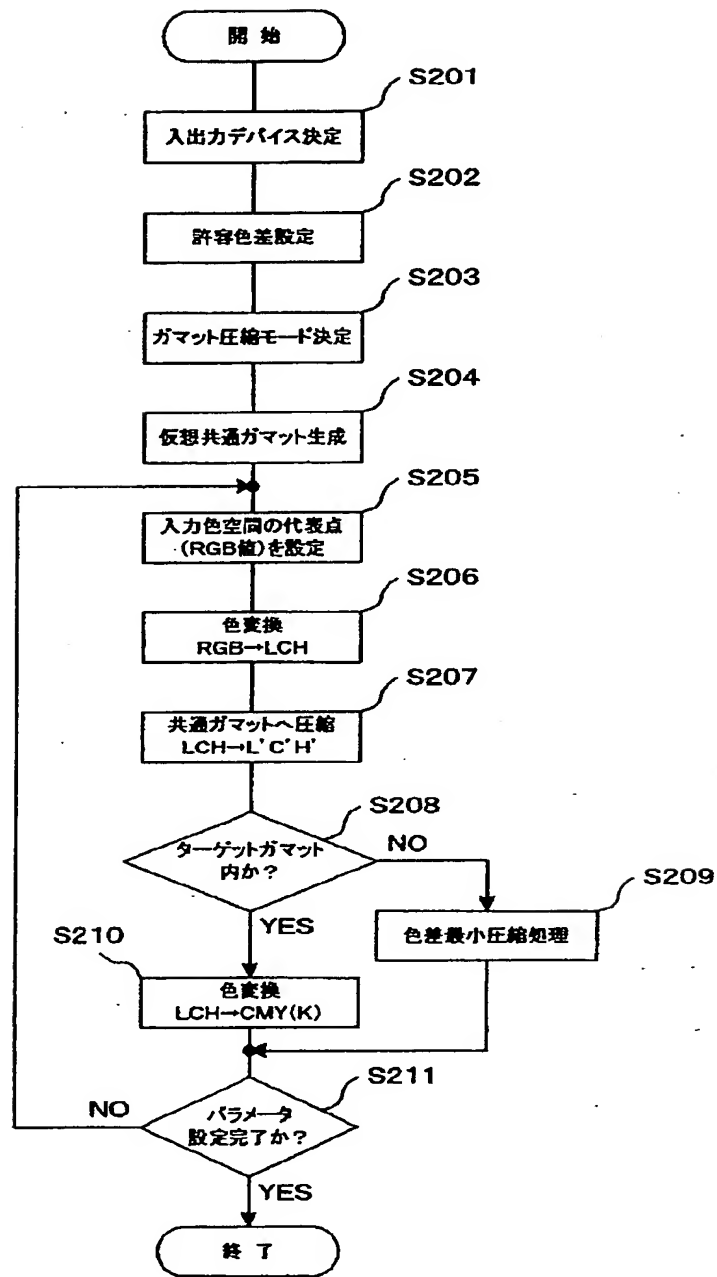 開 始
S201
入出力デバイス決定
S202
許容色差設定
S203
ガマット圧縮モード決定
S204
仮想共通ガマット生成
S205
入力色空間の代表点
(RGB値)を設定
S206
色変換
RGB→LCH
S207
共通ガマットへ圧縮
LCH→L'C'H'
S208
ターゲットガマット
内か?
NO
S209
色差最小圧縮処理
YES
S210
色変換
LCH→CMY(K)
S211
NO
パラメータ
設定完了か?
YES
終 了